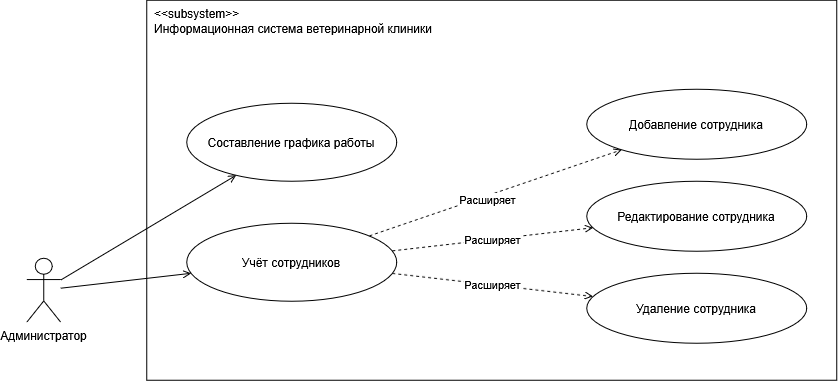 <<subsystem>>
Информационная система ветеринарной клиники
Составление графика работы
Добавление сотрудника
Расширяет
Редактирование сотрудника
Расширяет
Учёт сотрудников
Расширяет
Удаление сотрудника
Администратор